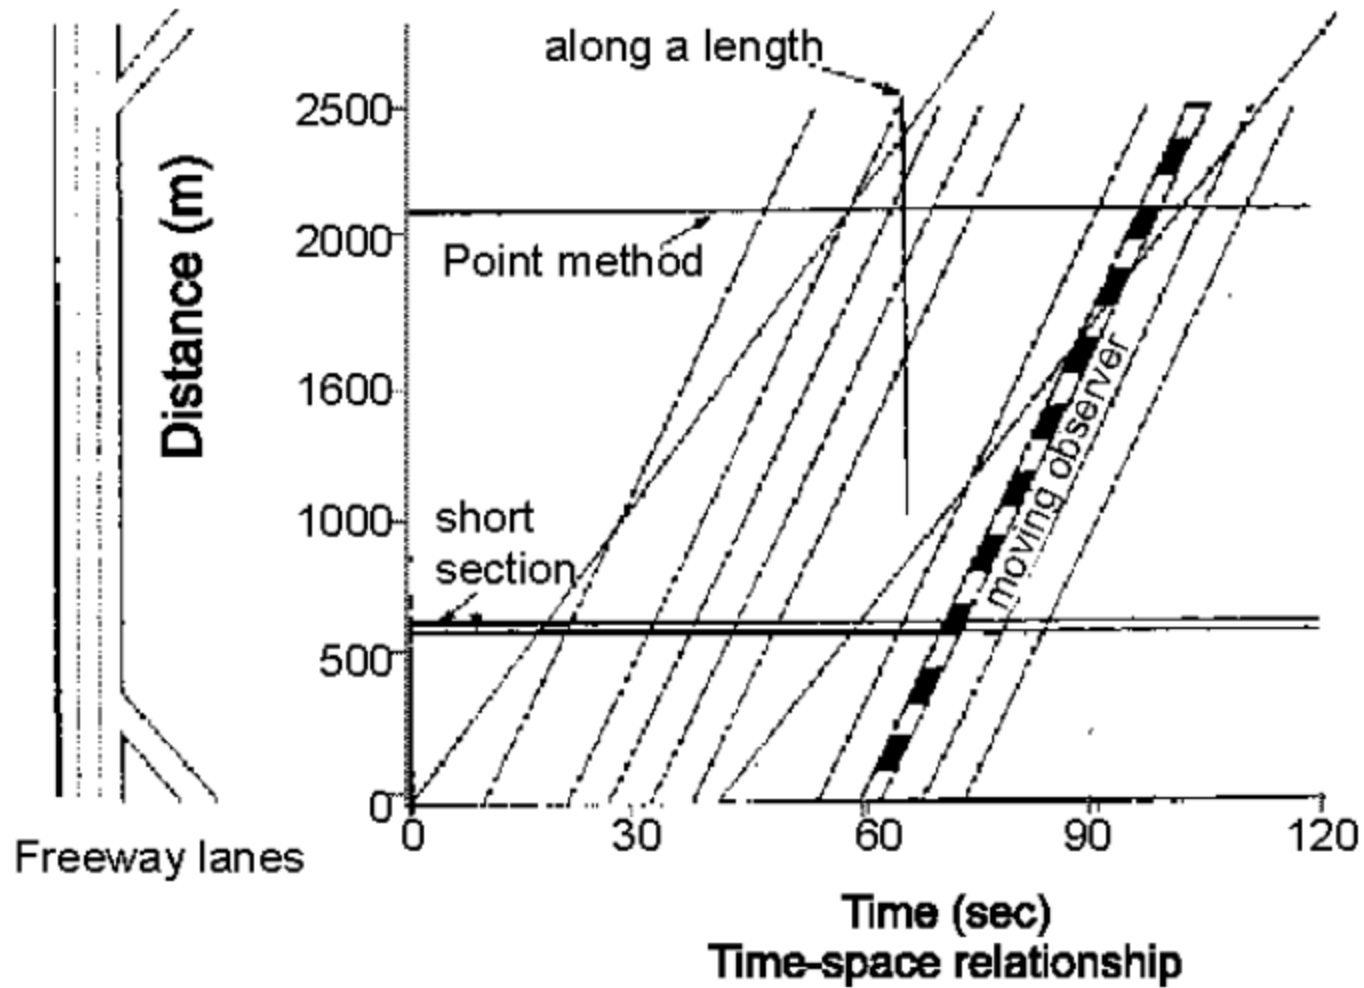 along a length
2500
Distance (m)
2000
Point method
1600
1000
short
section
moving observer
500
0
0 30 60 90 120
Freeway lanes
Time (sec)
Time-space relationship